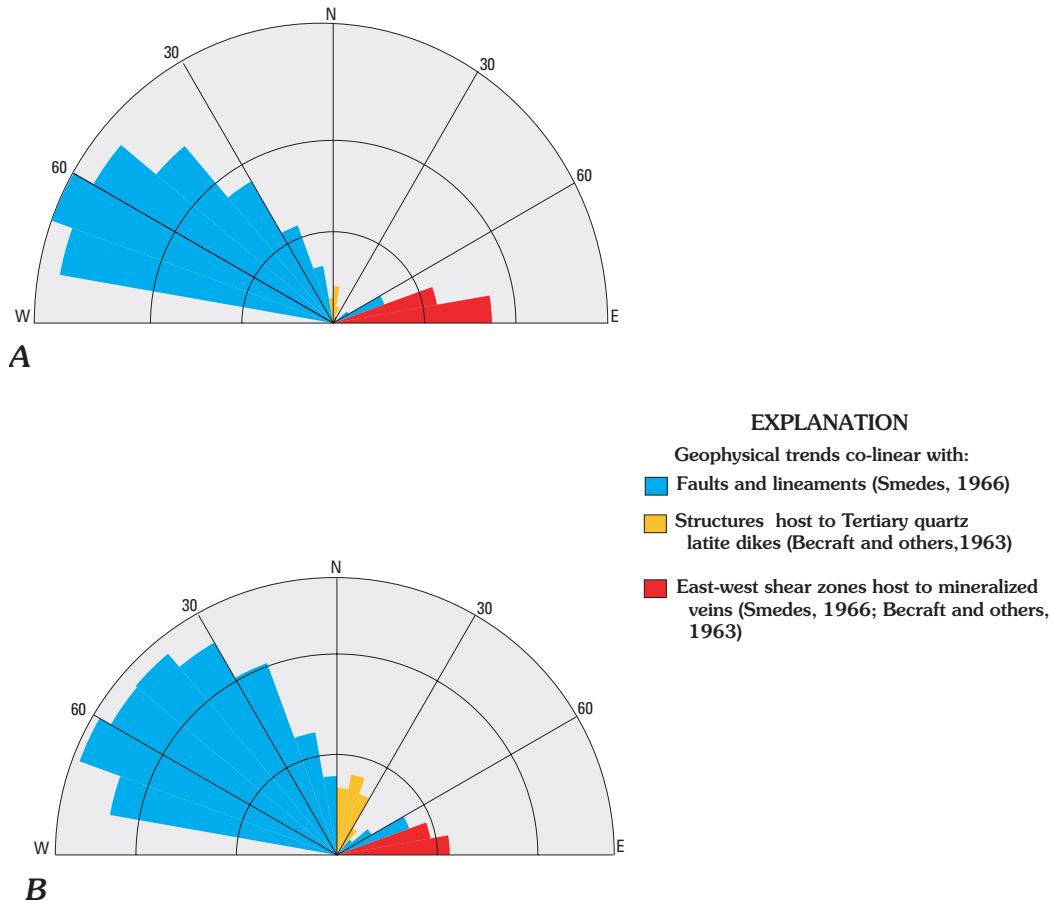 N
30
30
60
60
W
E
A
EXPLANATION
Geophysical trends co-linear with:
Faults and lineaments (Smedes, 1966)
Structures host to Tertiary quartz
latite dikes (Becraft and others,1963)
East-west shear zones host to mineralized
veins (Smedes, 1966; Becraft and others,
1963)
N
30
30
60
60
W
E
B